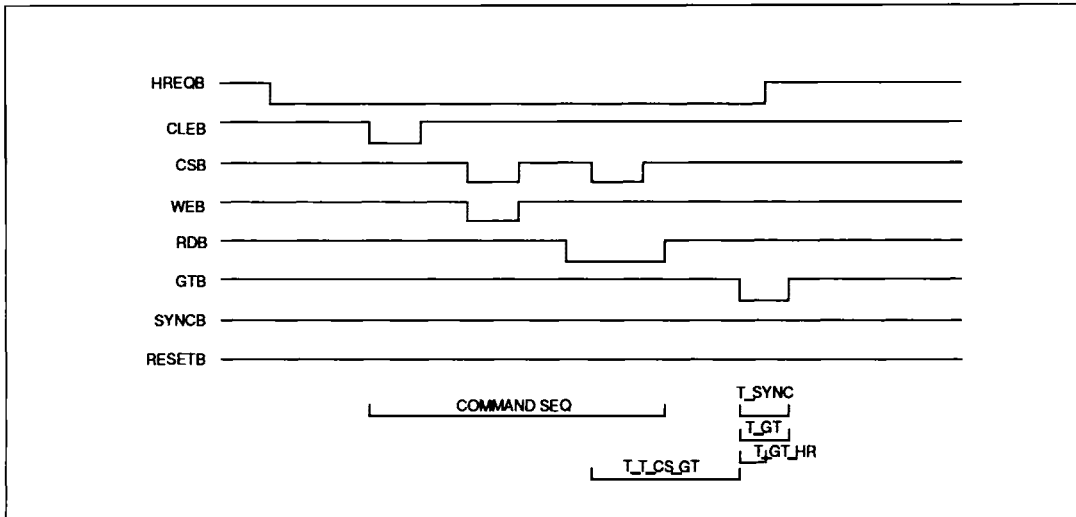 HREQB
CLEB
CSB
WEB
RDB
GTB
SYNCB
RESETB
COMMAND SEQ
T_SYNC
T_GT
T_GT_HR
T_T_CS_GT